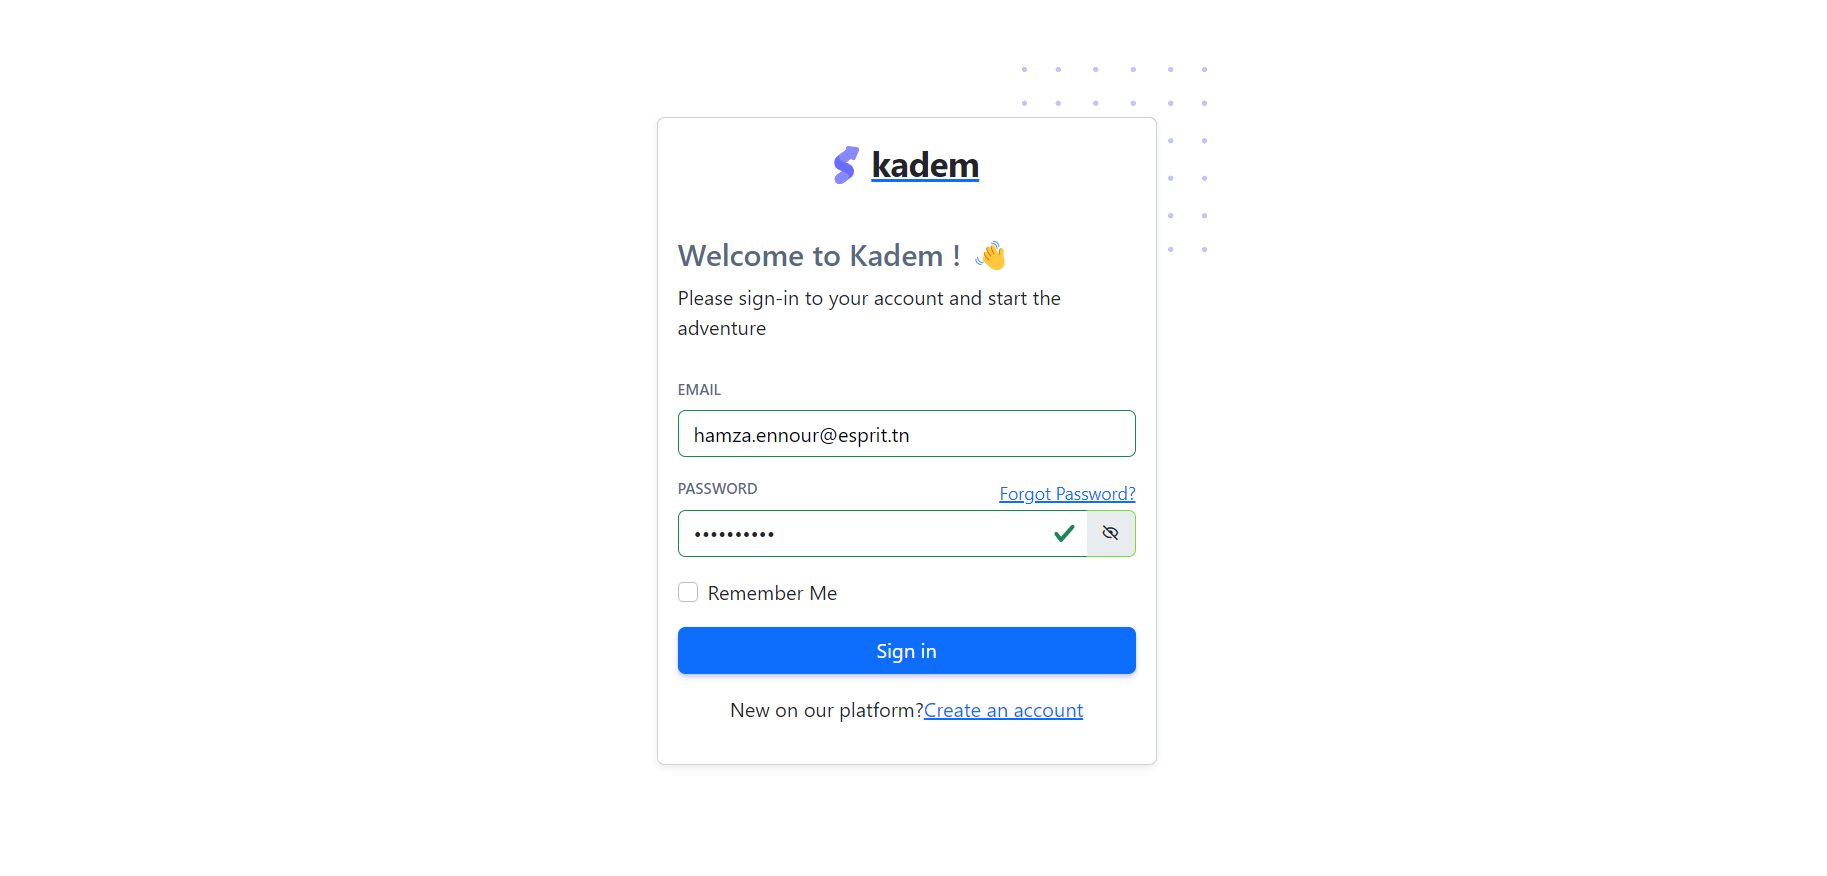 kadem
Welcome to Kadem ! 👋
Please sign-in to your account and start the
adventure
EMAIL
hamza.ennour@esprit.tn
PASSWORD
Forgot Password?
••••••••••
Remember Me
Sign in
New on our platform?Create an account